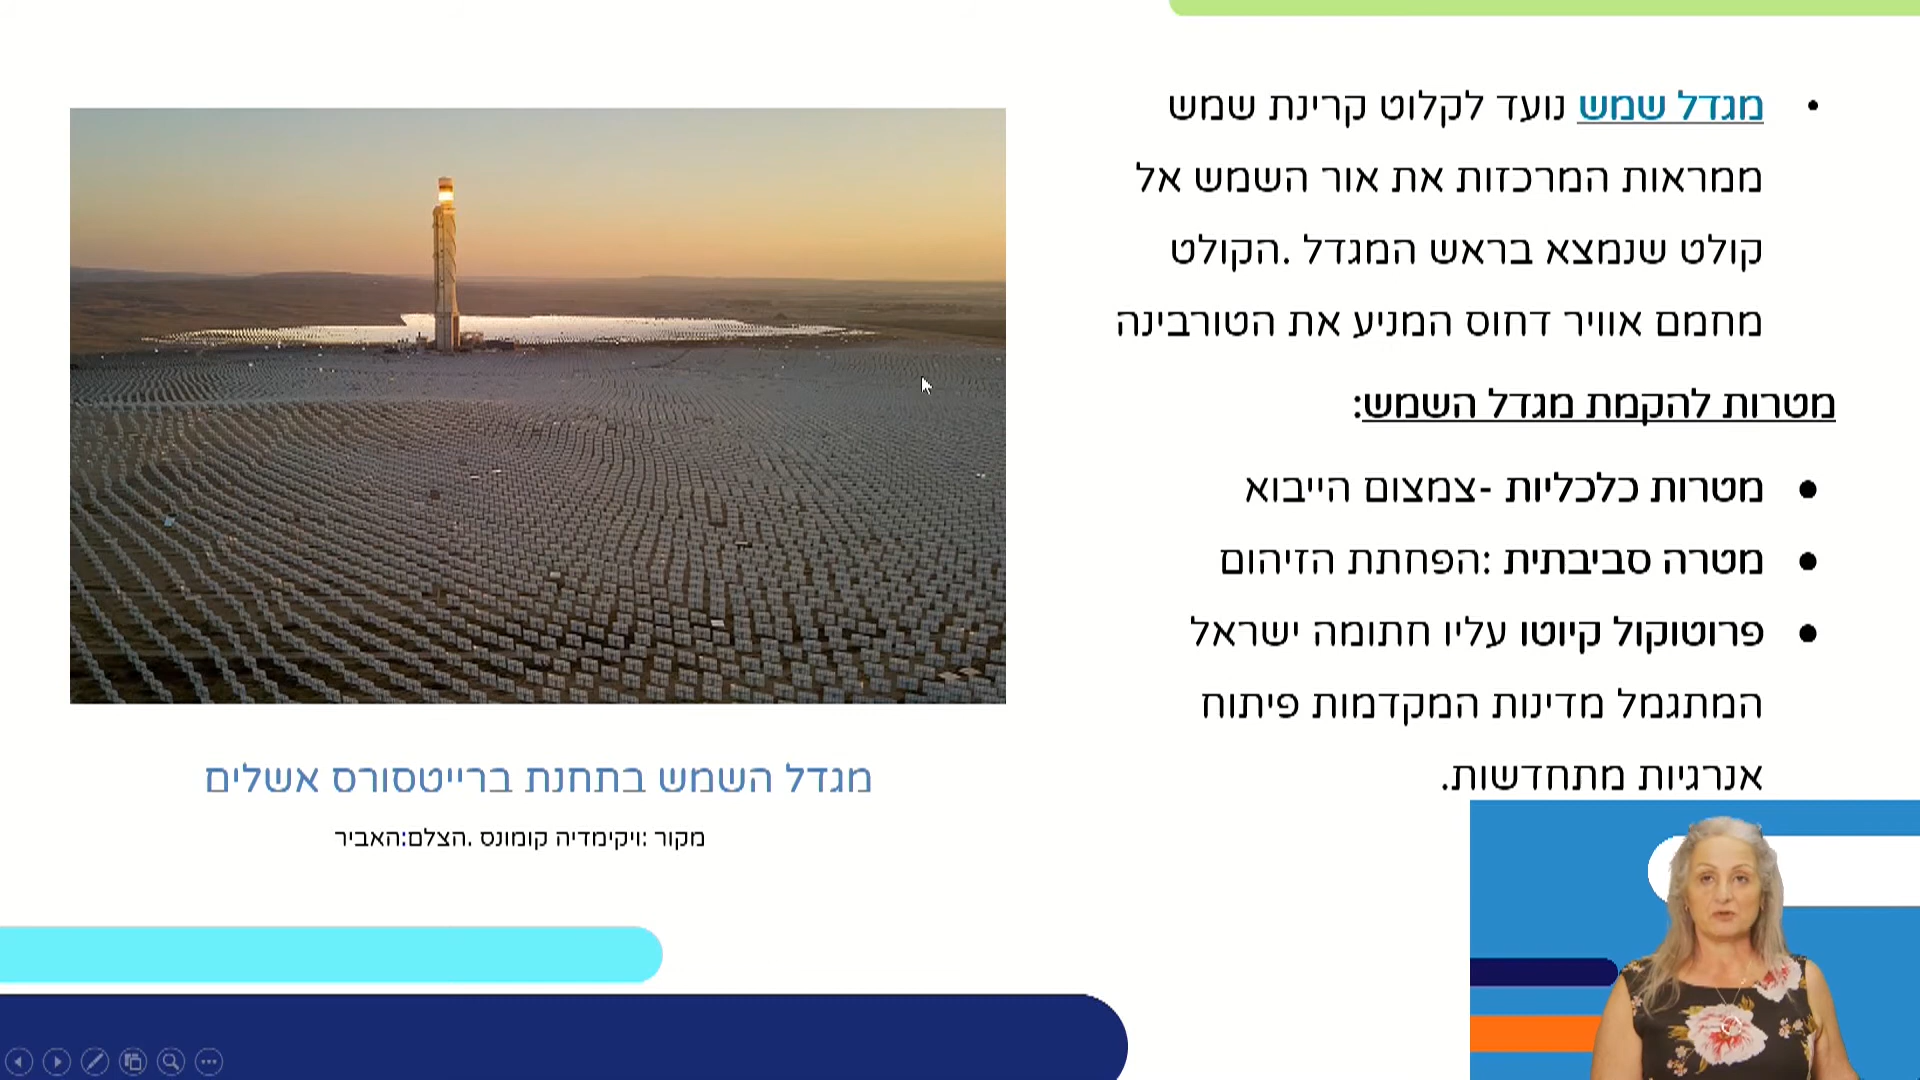 מגדל שמש נועד לקלוט קרינת שמש
ממראות המרכזות את אור השמש אל
קולט שנמצא בראש המגדל .הקולט
מחמם אוויר דחוס המניע את הטורבינה
מטרות להקמת מגדל השמש:
מטרות כלכליות -צמצום הייבוא
מטרה סביבתית :הפחתת הזיהום
פרוטוקול קיוטו עליו חתומה ישראל
המתגמל מדינות המקדמות פיתוח
אנרגיות מתחדשות.
מגדל השמש בתחנת ברייטסורס אשלים
מקור :ויקימדיה קומונס .הצלם:האביר